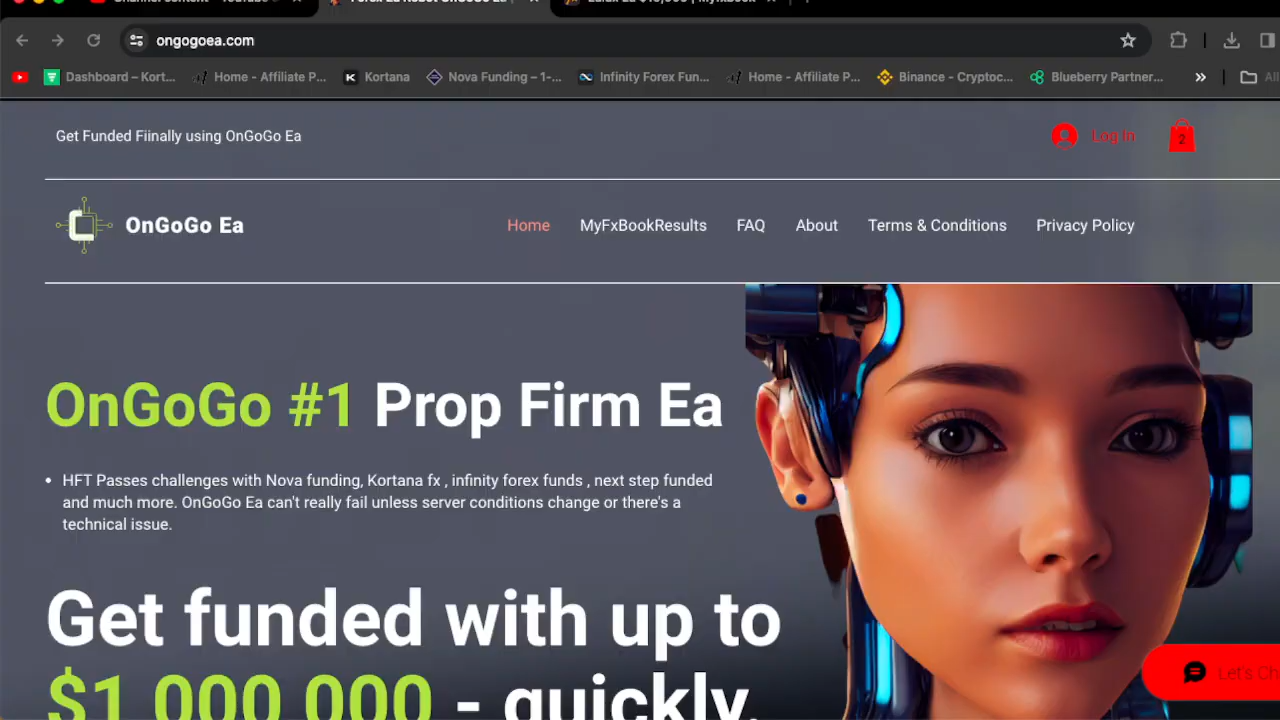 ongogoea.com
Dashboard – Kort...
Home - Affiliate P...
Kortana
Nova Funding – 1-...
Infinity Forex Fun...
Home - Affiliate P...
Binance - Cryptoc...
Blueberry Partner...
All
Get Funded Fiinally using OnGoGo Ea
Log In
2
OnGoGo Ea
Home
MyFxBookResults
FAQ
About
Terms & Conditions
Privacy Policy
OnGoGo #1 Prop Firm Ea
• HFT Passes challenges with Nova funding, Kortana fx , infinity forex funds , next step funded
and much more. OnGoGo Ea can't really fail unless server conditions change or there's a
technical issue.
Get funded with up to
$1 000 000 - quickly.
Let's Ch